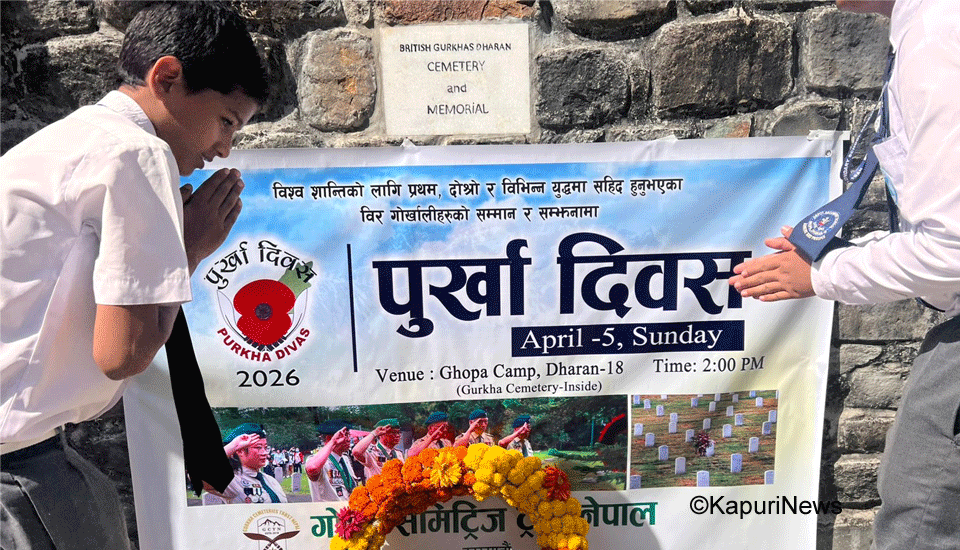 BRITISH GURKHAS DHARAN
CEMETERY
and
MEMORIAL
विश्व शान्तिको लागि प्रथम, दोश्रो र विभिन्न युद्धमा सहिद हुनुभएका
विर गोर्खालीहरुको सम्मान र सम्झनामा
पुर्खा दिवस
PURKHA DIVAS
2026
पुर्खा दिवस
April -5, Sunday
Venue : Ghopa Camp, Dharan-18
Time: 2:00 PM
(Gurkha Cemetery-Inside)
©KapuriNews
सेमिट्रिज
नेपाल